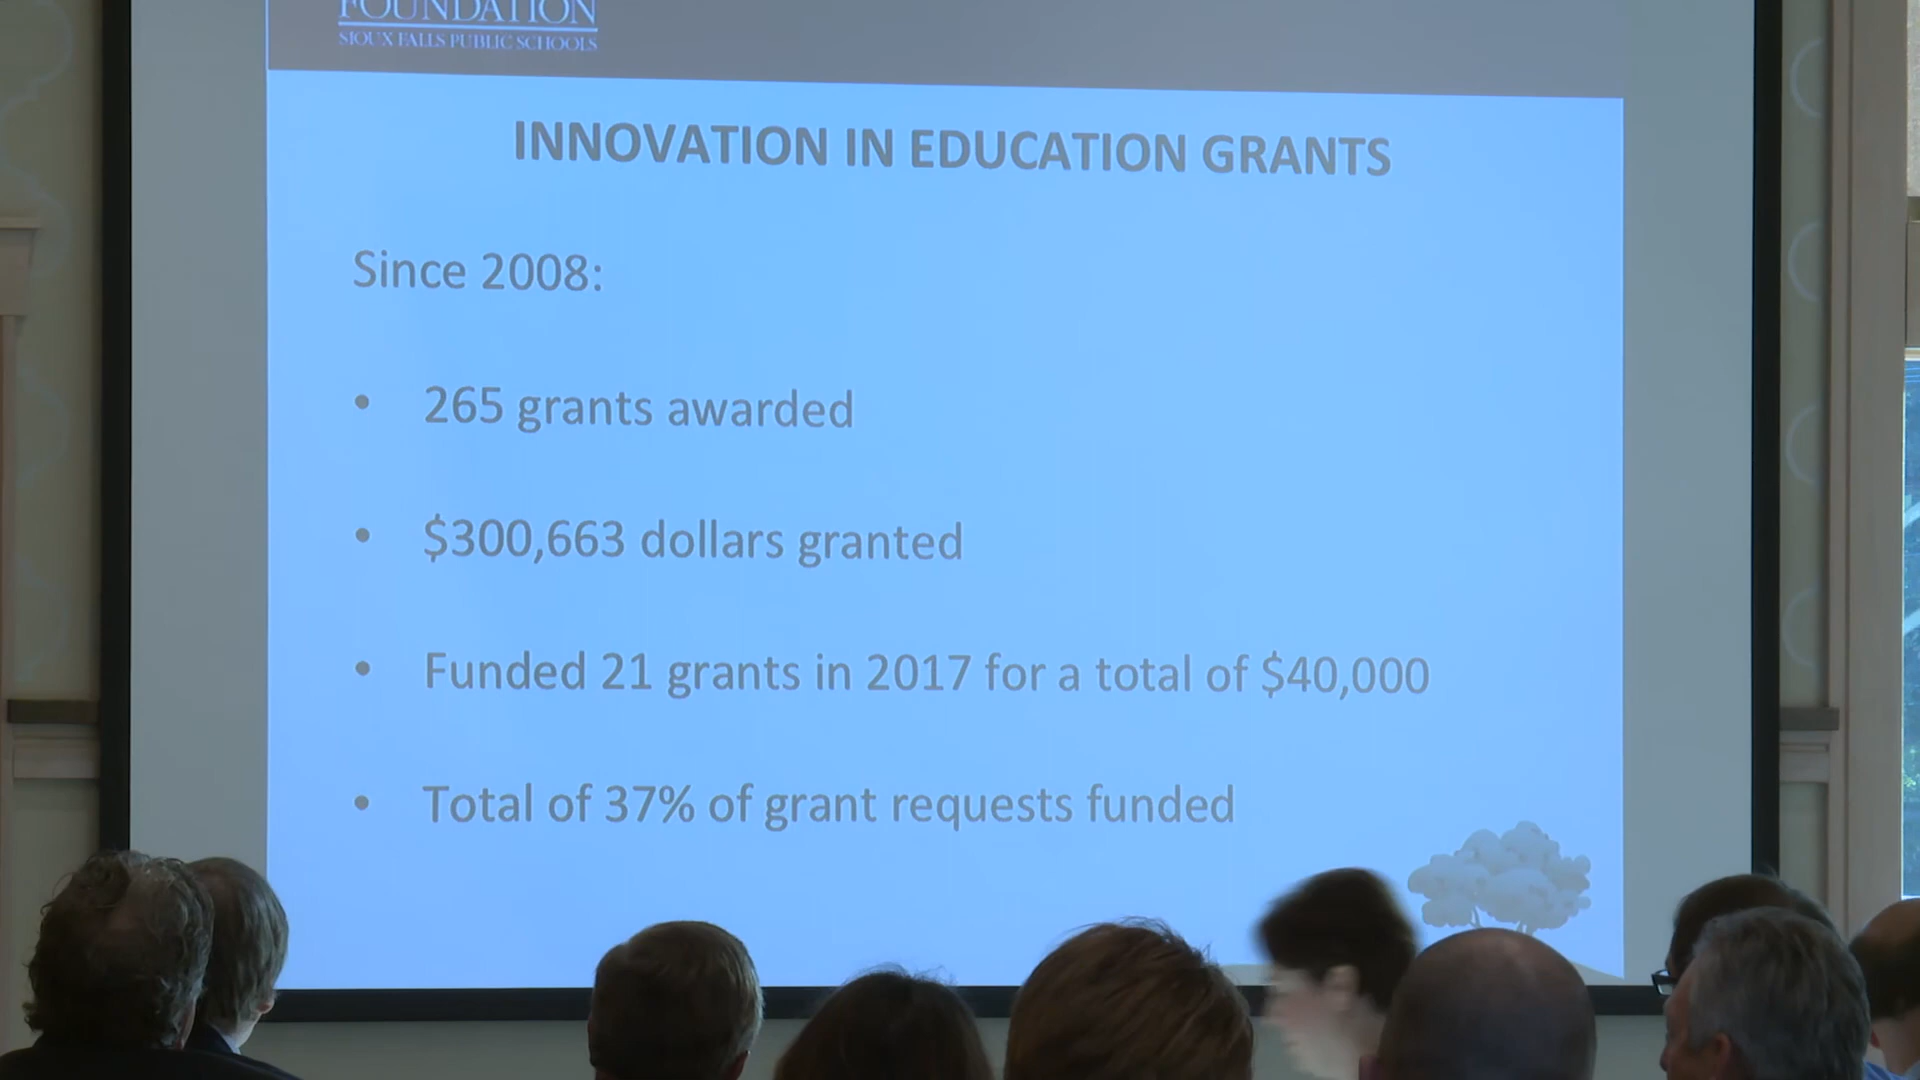 FOUNDATION
SIOUX FALLS PUBLIC SCHOOLS
INNOVATION IN EDUCATION GRANTS
Since 2008:
• 265 grants awarded
• $300,663 dollars granted
• Funded 21 grants in 2017 for a total of $40,000
• Total of 37% of grant requests funded